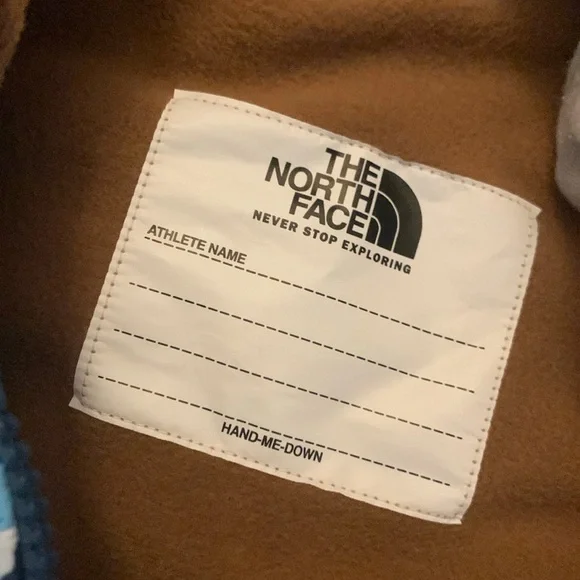 THE
NORTH
FACE
NEVER STOP EXPLORING
ATHLETE NAME
HAND-ME-DOWN